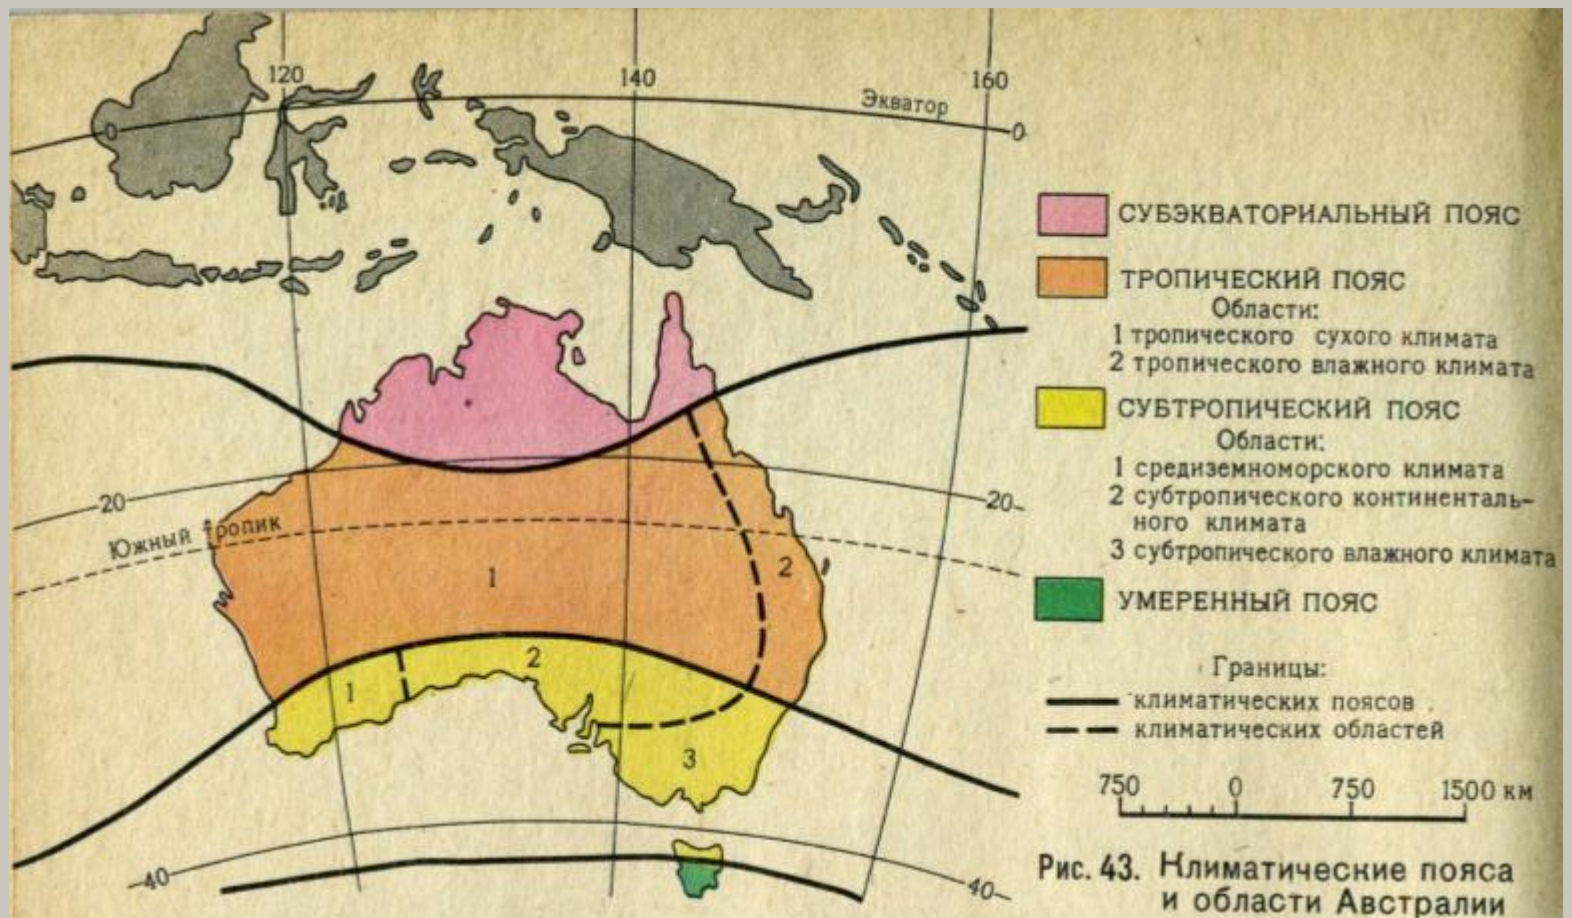 120
140
160
Экватор
0
0
20
20
Южный тропик
1
2
1
2
3
40
40
СУБЭКВАТОРИАЛЬНЫЙ ПОЯС
ТРОПИЧЕСКИЙ ПОЯС
Области:
1 тропического сухого климата
2 тропического влажного климата
СУБТРОПИЧЕСКИЙ ПОЯС
Области:
1 средиземноморского климата
2 субтропического континенталь-
ного климата
3 субтропического влажного климата
УМЕРЕННЫЙ ПОЯС
Границы:
климатических поясов
климатических областей
750 0 750 1500 км
Рис. 43. Климатические пояса
и области Австралии